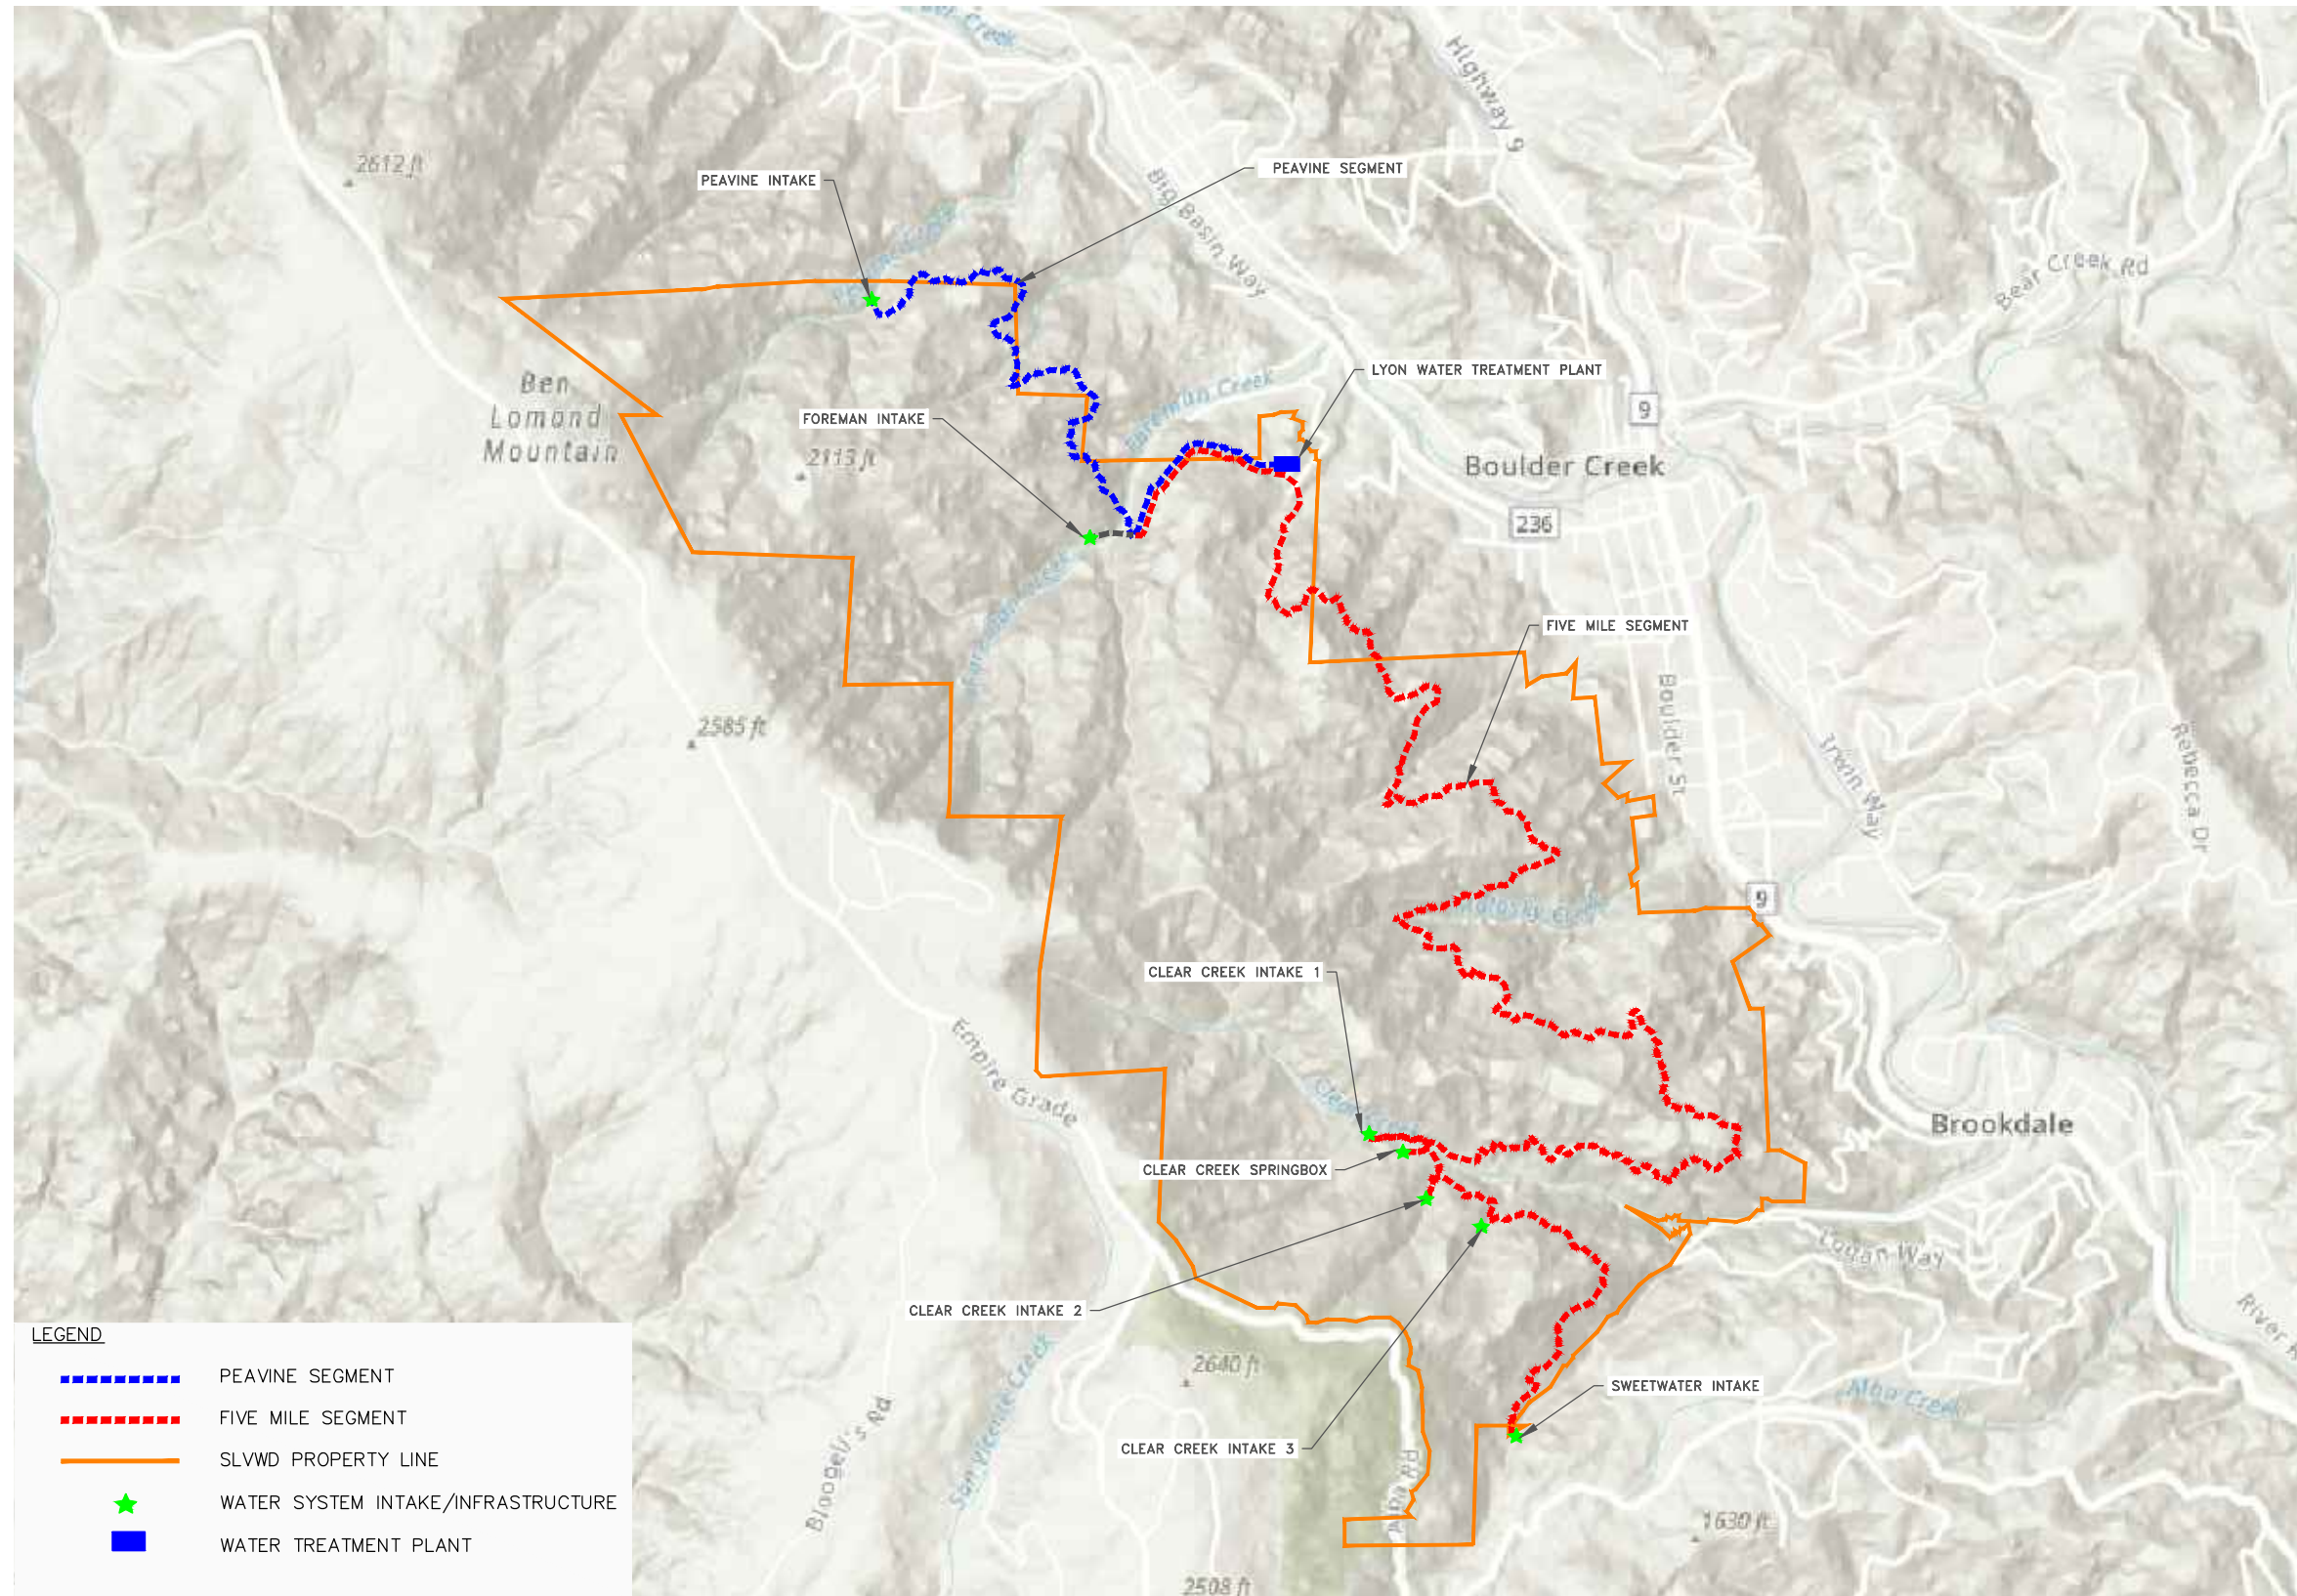 Highway 9
2612 ft
PEAVINE INTAKE
PEAVINE SEGMENT
Big Basin Way
Bear Creek Rd
LYON WATER TREATMENT PLANT
Ben
Lomond
Mountain
Foreman Creek
9
FOREMAN INTAKE
2113 ft
Boulder Creek
236
FIVE MILE SEGMENT
Boulder St
2585 ft
Irwin Way
Rebecca Dr
9
CLEAR CREEK INTAKE 1
Empire Grade
Clear Creek
Brookdale
CLEAR CREEK SPRINGBOX
Logan Way
CLEAR CREEK INTAKE 2
River
2640 ft
San Vicente Creek
SWEETWATER INTAKE
Alba Creek
CLEAR CREEK INTAKE 3
Alba Rd
1630 ft
2508 ft
LEGEND
PEAVINE SEGMENT
FIVE MILE SEGMENT
SLVWD PROPERTY LINE
WATER SYSTEM INTAKE/INFRASTRUCTURE
WATER TREATMENT PLANT